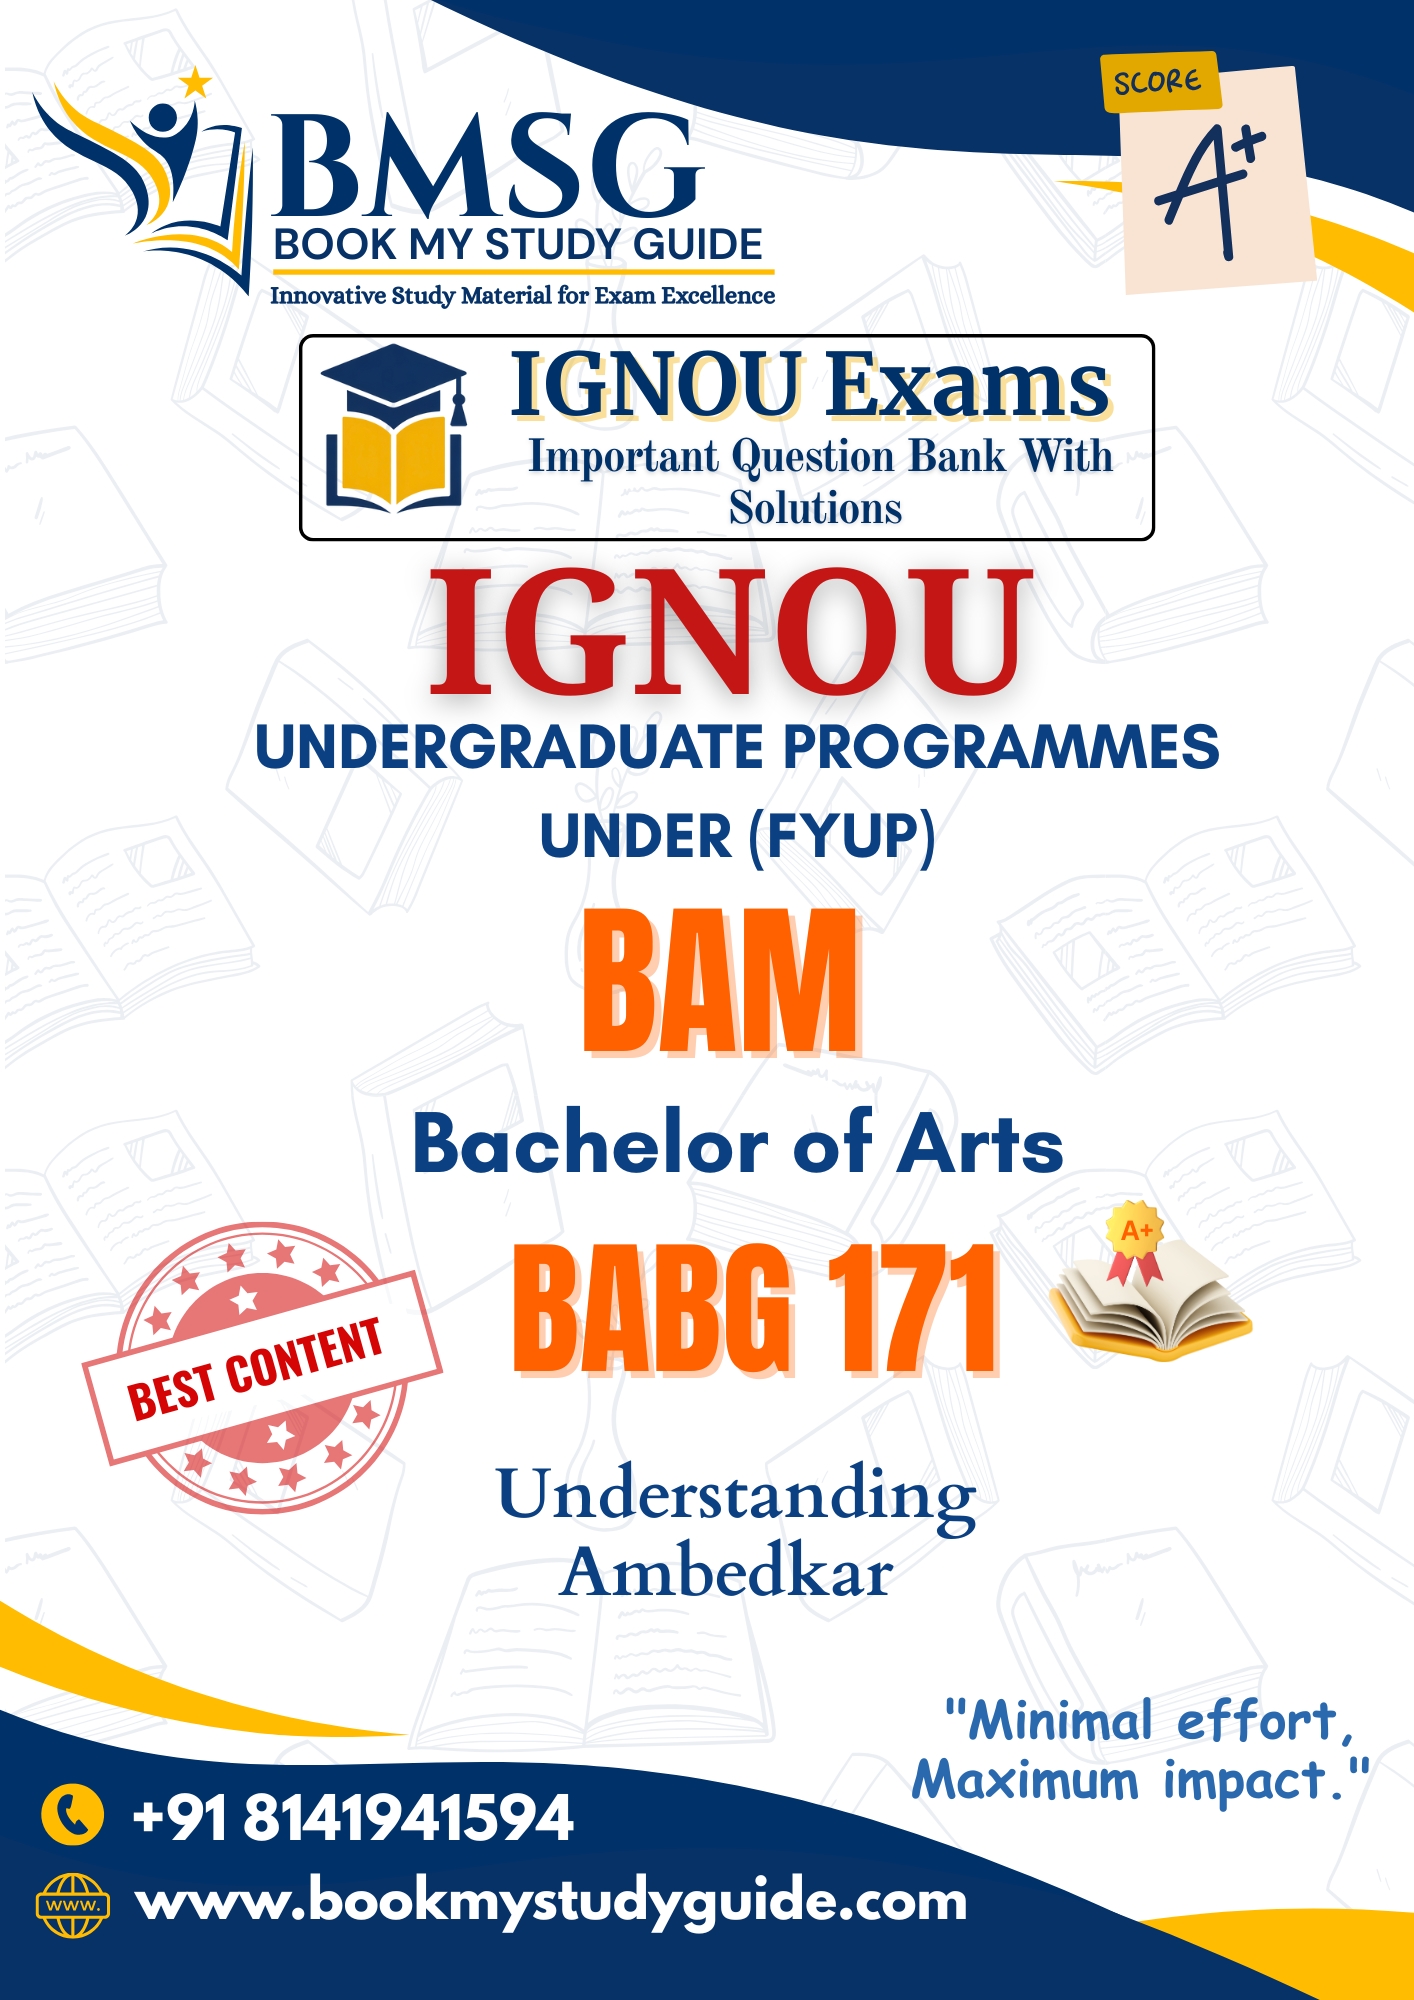 BMSG
BOOK MY STUDY GUIDE
Innovative Study Material for Exam Excellence
SCORE
A+
IGNOU Exams
Important Question Bank With
Solutions
IGNOU
UNDERGRADUATE PROGRAMMES
UNDER (FYUP)
BAM
Bachelor of Arts
BABG 171
A+
BEST CONTENT
Understanding
Ambedkar
"Minimal effort,
Maximum impact."
+91 8141941594
www.
www.bookmystudyguide.com